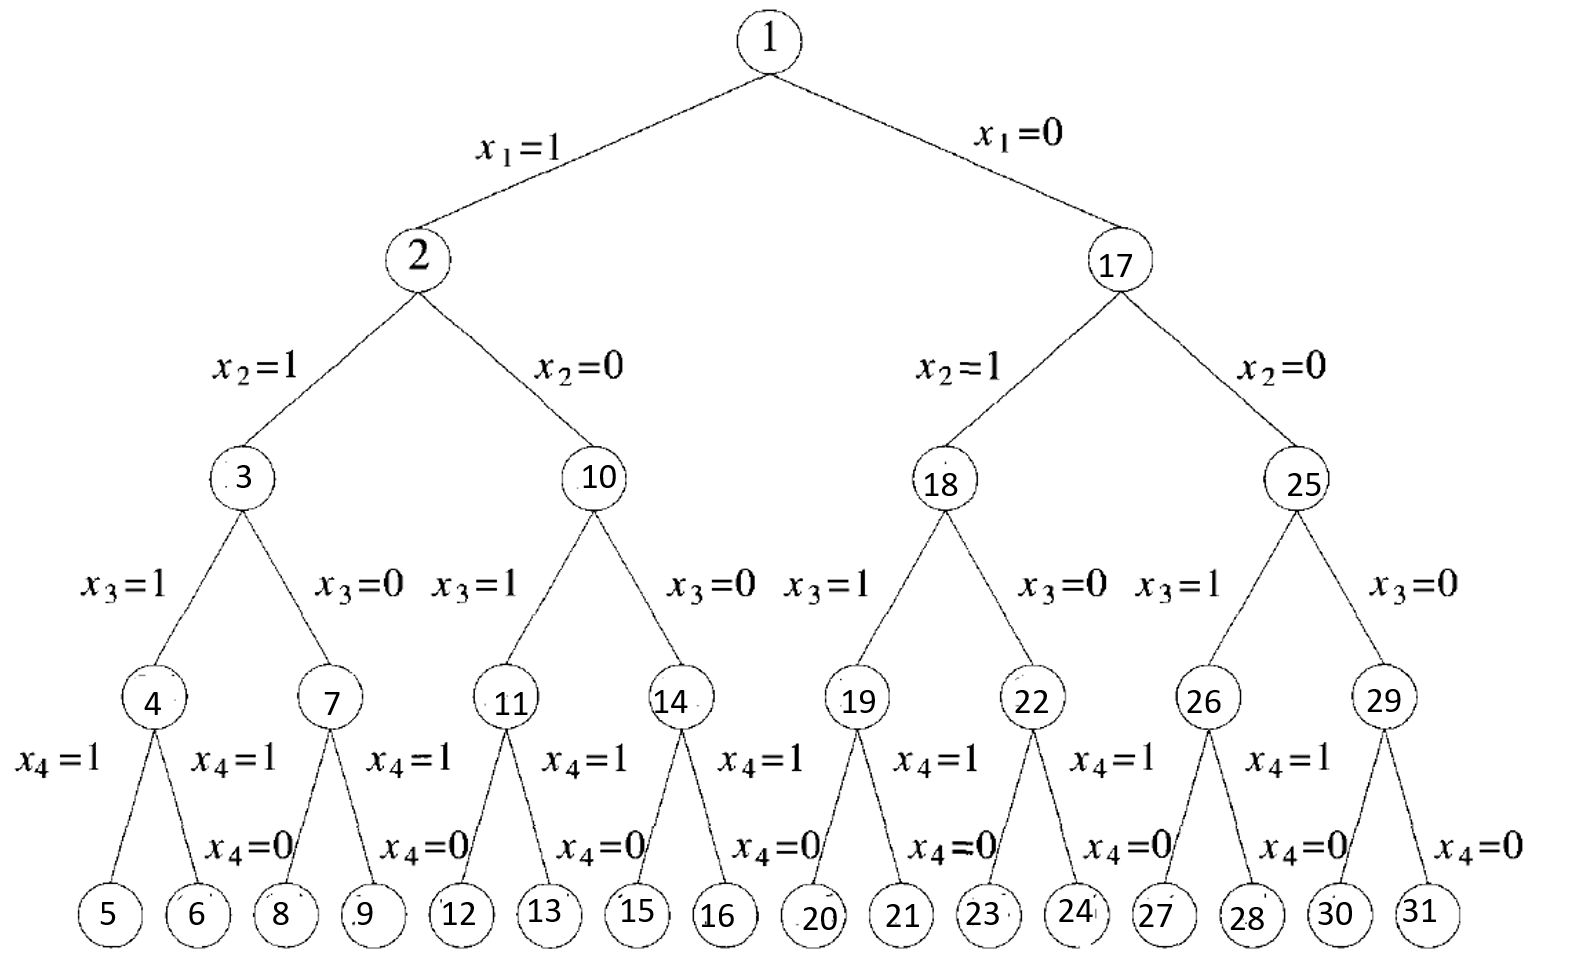 1
x1=1 x1=0
2 17
x2=1 x2=0 x2=1 x2=0
3 10 18 25
x3=1 x3=0 x3=1 x3=0 x3=1 x3=0 x3=1 x3=0
4 7 11 14 19 22 26 29
x4=1 x4=1 x4=1 x4=1 x4=1 x4=1 x4=1 x4=1
x4=0 x4=0 x4=0 x4=0 x4=0 x4=0 x4=0 x4=0
5 6 8 9 12 13 15 16 20 21 23 24 27 28 30 31